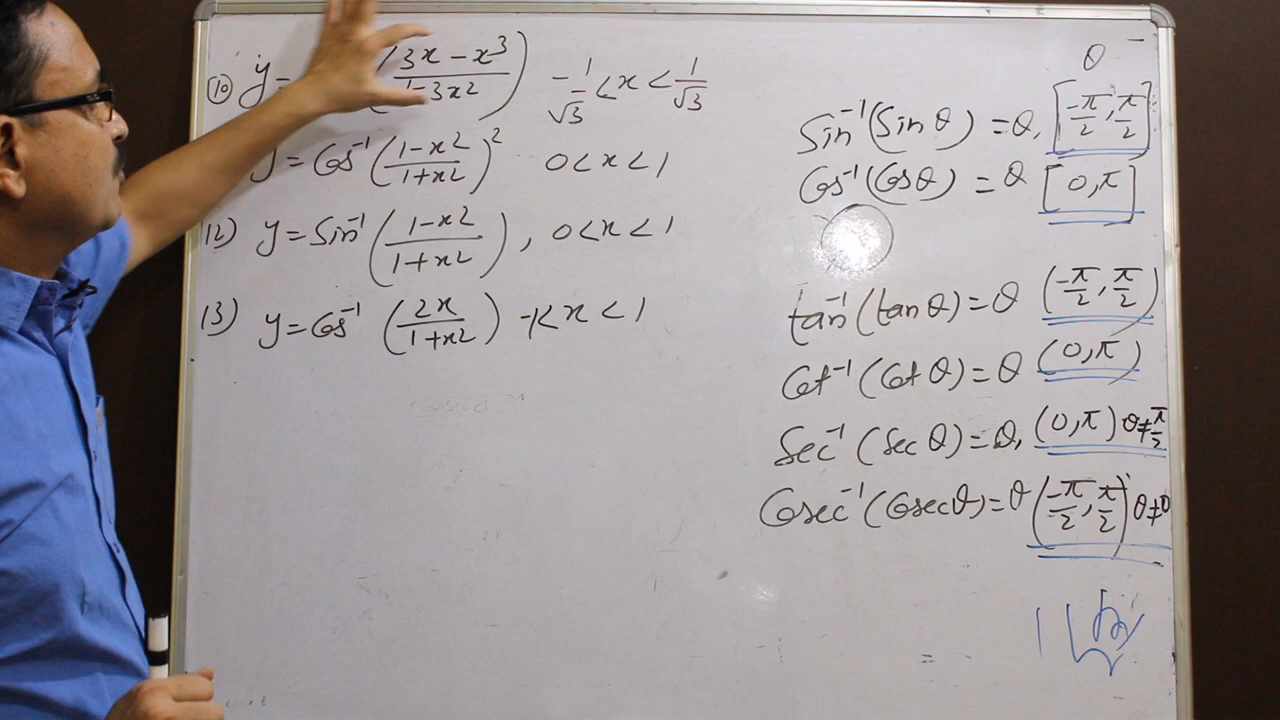 10) y = (3x - x³ / 1 - 3x²) -1/√3 < x < 1/√3
y = Cos⁻¹ (1-x² / 1+x²)² 0 < x < 1
12) y = Sin⁻¹ (1-x² / 1+x²), 0 < x < 1
13) y = Cos⁻¹ (2x / 1+x²) -1 < x < 1
θ
Sin⁻¹(Sin θ) = θ, [-π/2, π/2]
Cos⁻¹(Cosθ) = θ [0, π]
tan⁻¹(tanθ) = θ (-π/2, π/2)
Cot⁻¹(Cot θ) = θ (0, π)
Sec⁻¹(Sec θ) = θ, (0, π) θ ≠ π/2
Cosec⁻¹(Cosecθ) = θ (-π/2, π/2) θ ≠ 0